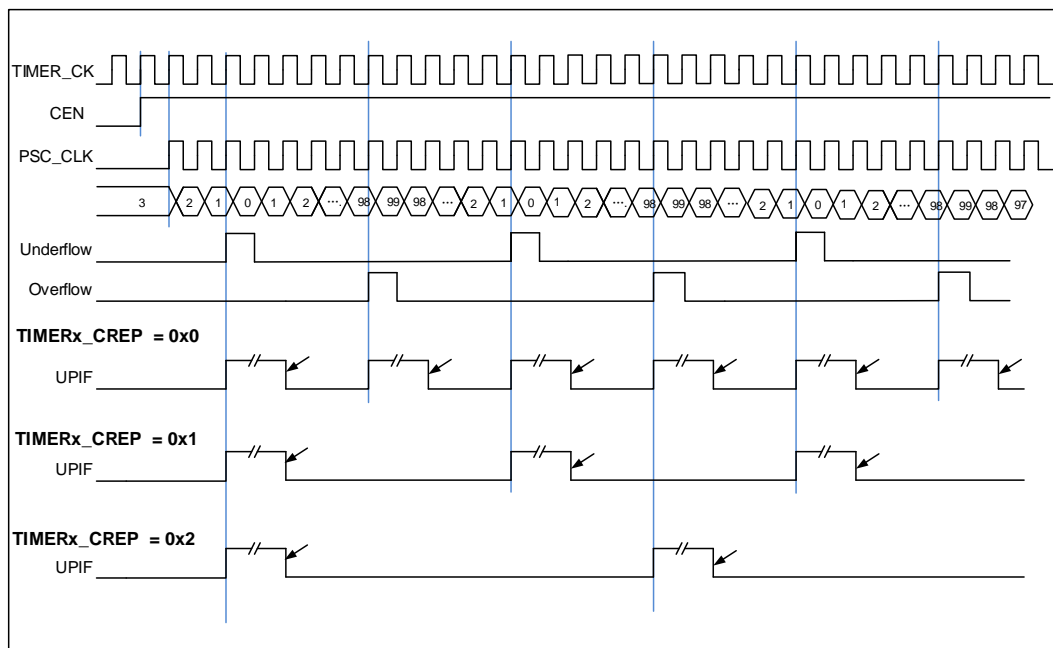 TIMER_CK
CEN
PSC_CLK
3 2 1 0 1 2 .... 98 99 98 ... 2 1 0 1 2 .... 98 99 98 ... 2 1 0 1 2 ... 98 99 98 97
Underflow
Overflow
TIMERx_CREP = 0x0
UPIF
TIMERx_CREP = 0x1
UPIF
TIMERx_CREP = 0x2
UPIF